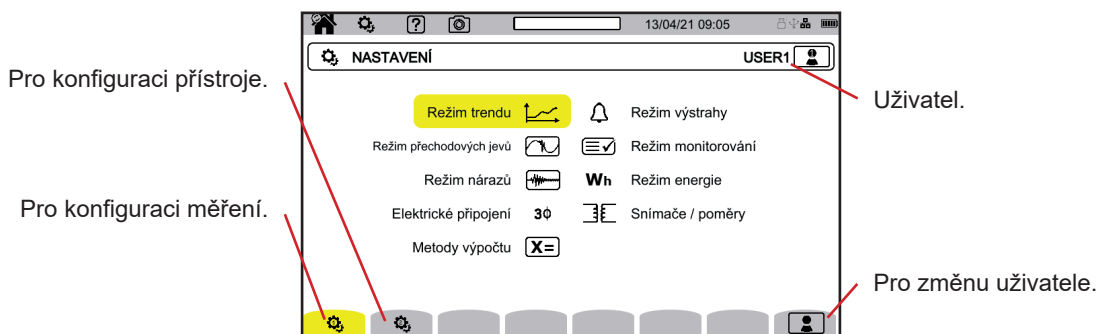 13/04/21 09:05
NASTAVENÍ USER1
Pro konfiguraci přístroje.
Uživatel.
Režim trendu Režim výstrahy
Režim přechodových jevů Režim monitorování
Režim nárazů Wh Režim energie
Pro konfiguraci měření.
Elektrické připojení 3Φ Snímače / poměry
Metody výpočtu X=
Pro změnu uživatele.